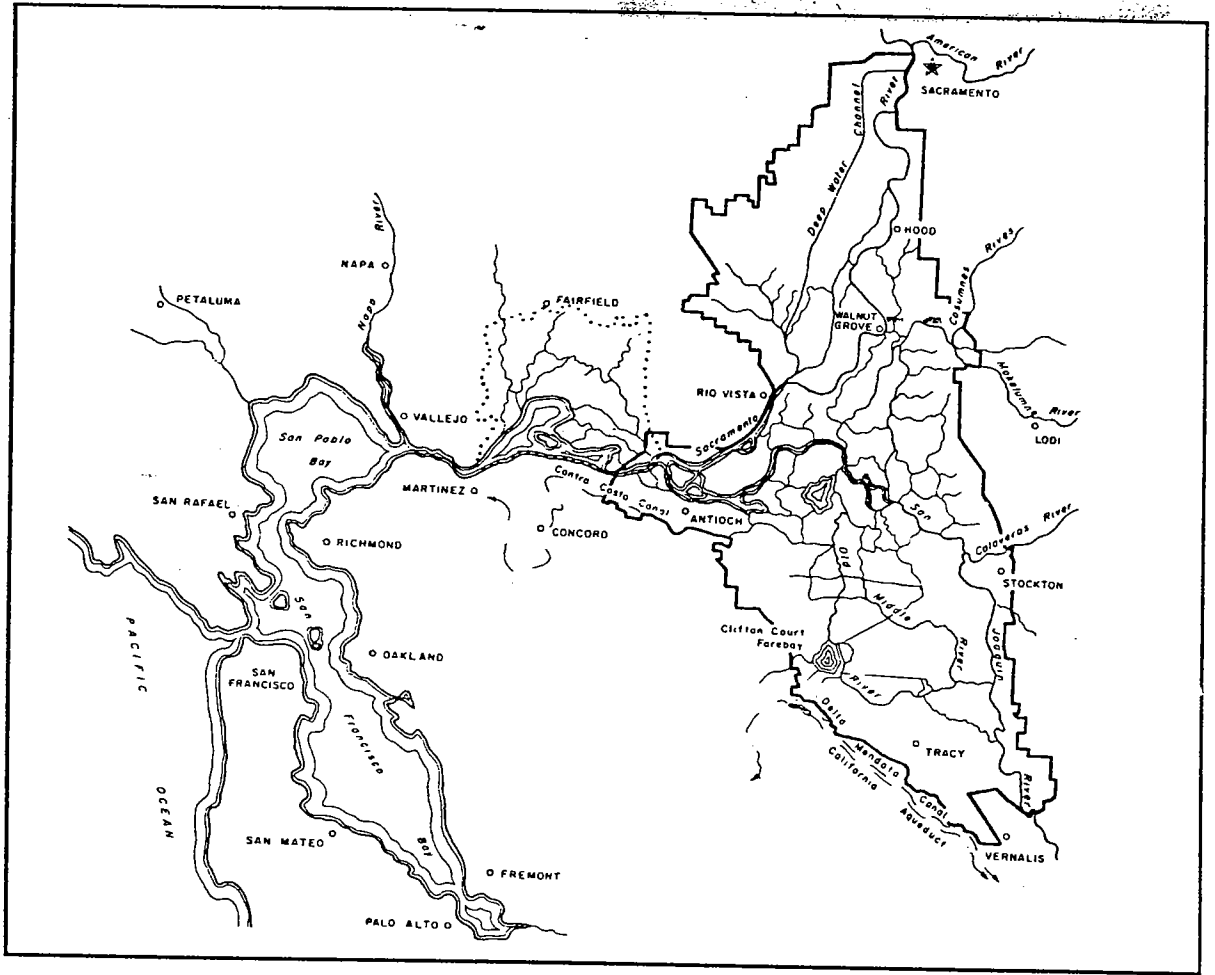 American
River
SACRAMENTO
River
Deep Water Channel
HOOD
Cosumnes River
WALNUT
GROVE
Mokelumne River
LODI
RIO VISTA
Sacramento
Napa River
NAPA
PETALUMA
FAIRFIELD
VALLEJO
San Pablo
Bay
MARTINEZ
Contra Costa Canal
ANTIOCH
CONCORD
SAN RAFAEL
RICHMOND
San
Calaveras River
STOCKTON
Joaquin
River
Old
River
Middle
River
Clifton Court
Forebay
San
Francisco
Bay
OAKLAND
SAN
FRANCISCO
PACIFIC
OCEAN
Delta Mendota Canal
California Aqueduct
TRACY
VERNALIS
SAN MATEO
FREMONT
PALO ALTO